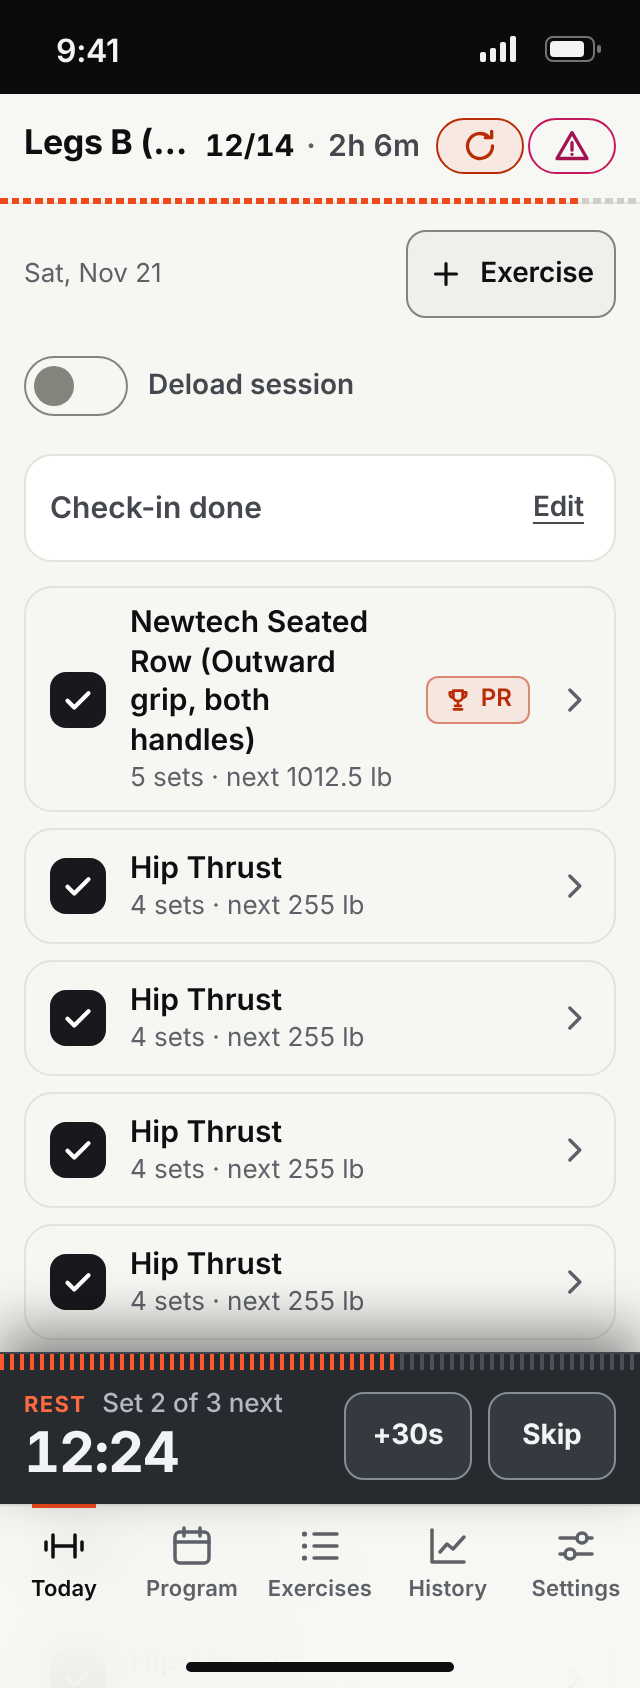 9:41
Legs B (... 12/14 · 2h 6m
Sat, Nov 21
Exercise
Deload session
Check-in done
Edit
Newtech Seated
Row (Outward
grip, both
handles)
5 sets · next 1012.5 lb
PR
Hip Thrust
4 sets · next 255 lb
Hip Thrust
4 sets · next 255 lb
Hip Thrust
4 sets · next 255 lb
Hip Thrust
4 sets · next 255 lb
REST Set 2 of 3 next
12:24
+30s
Skip
Today
Program
Exercises
History
Settings